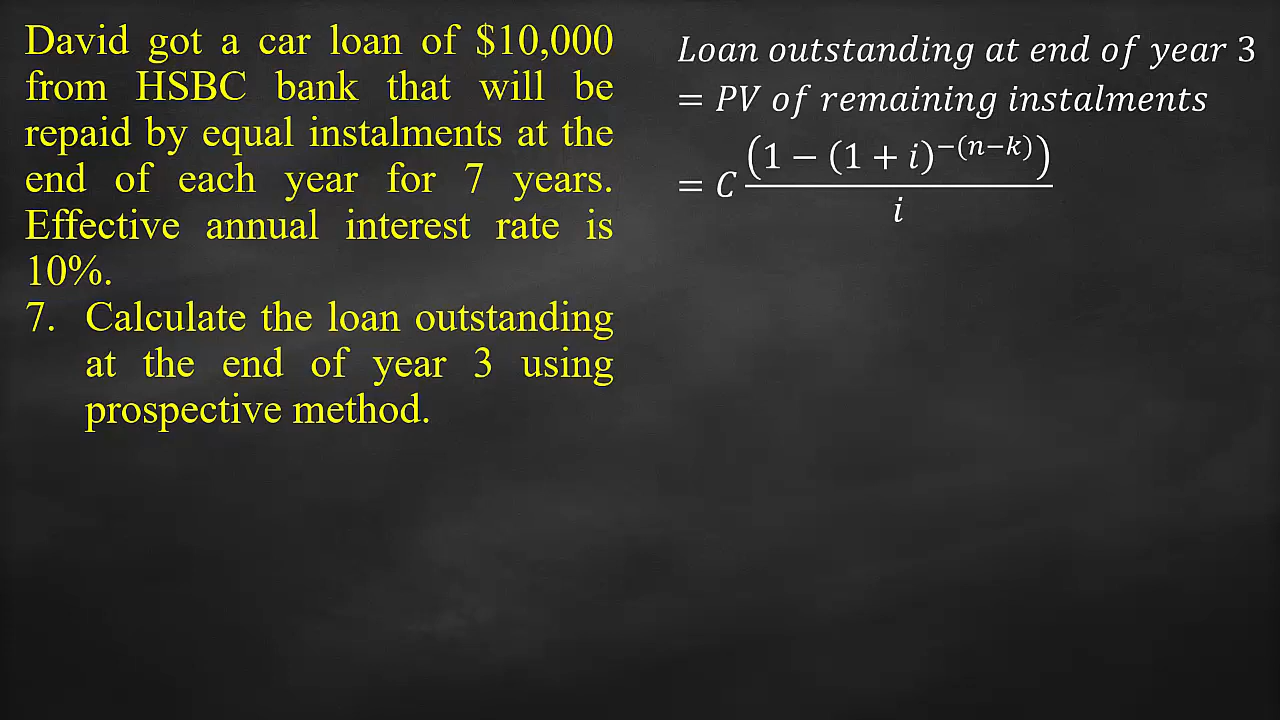 David got a car loan of $10,000
from HSBC bank that will be
repaid by equal instalments at the
end of each year for 7 years.
Effective annual interest rate is
10%.
7. Calculate the loan outstanding
at the end of year 3 using
prospective method.
Loan outstanding at end of year 3
= PV of remaining instalments
= C (1 − (1 + i)^−(n−k)) / i